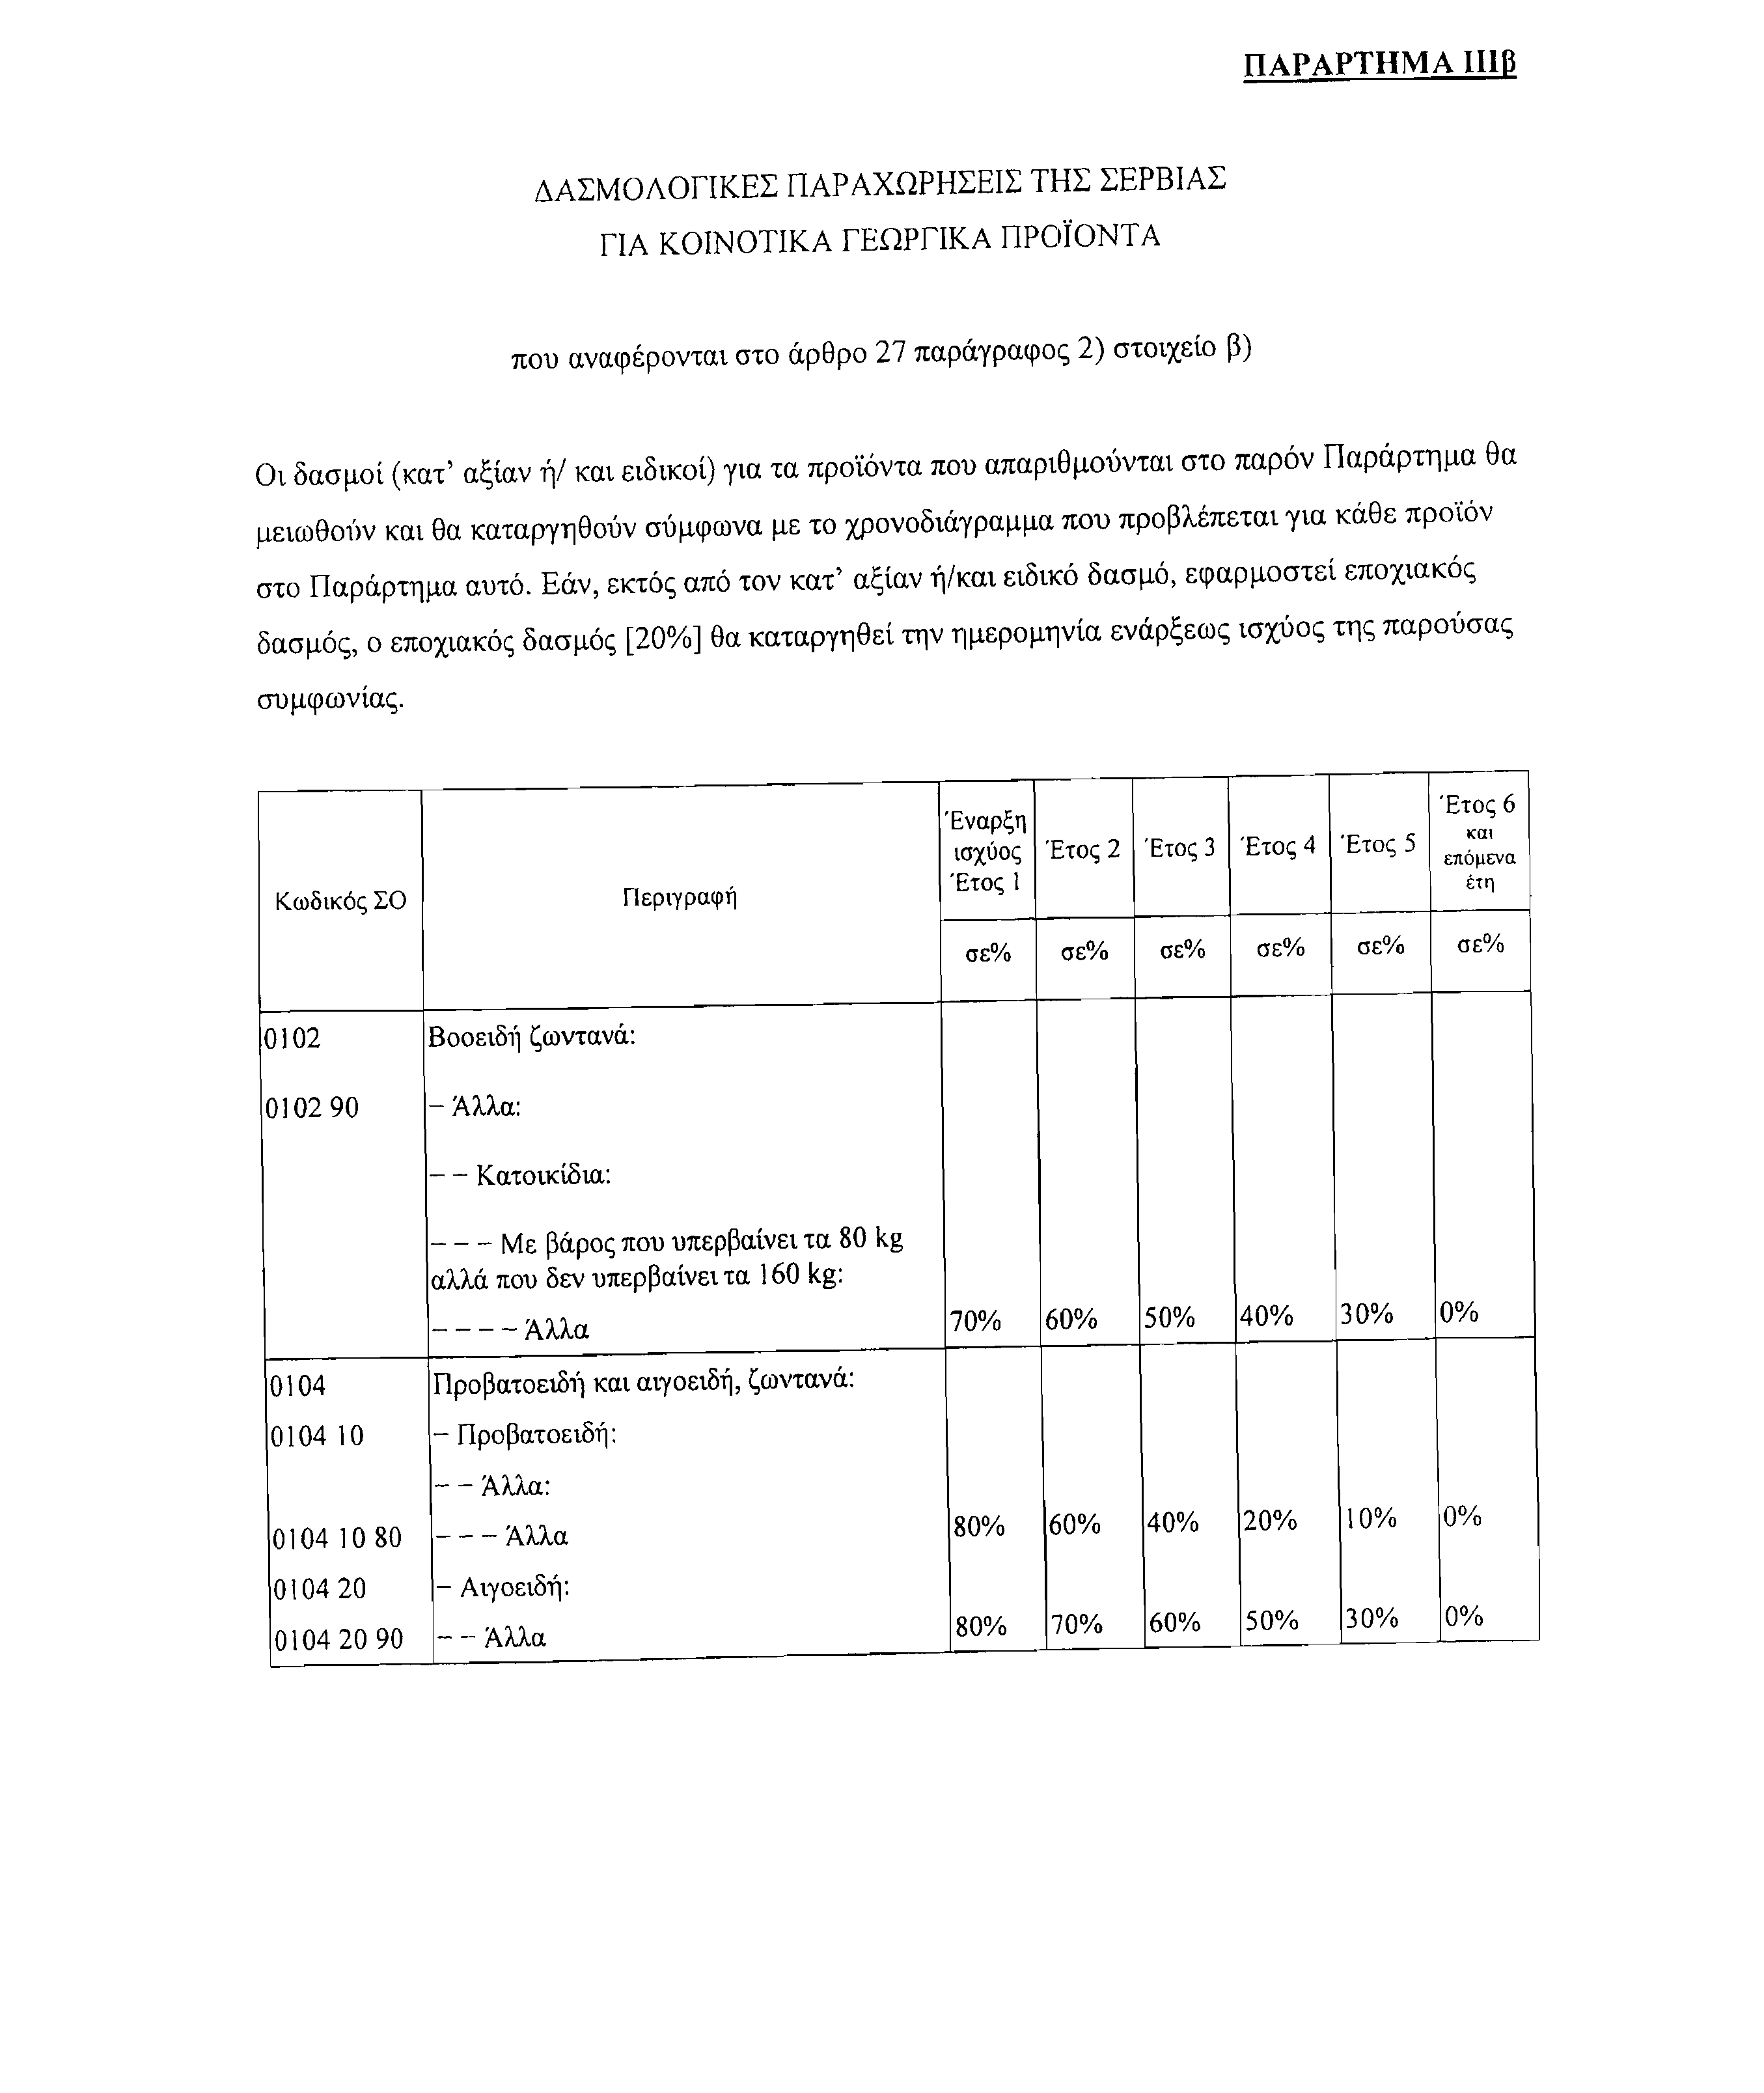 ΠΑΡΑΡΤΗΜΑ ΙΙΙβ
ΔΑΣΜΟΛΟΓΙΚΕΣ ΠΑΡΑΧΩΡΗΣΕΙΣ ΤΗΣ ΣΕΡΒΙΑΣ
ΓΙΑ ΚΟΙΝΟΤΙΚΑ ΓΕΩΡΓΙΚΑ ΠΡΟΪΟΝΤΑ
που αναφέρονται στο άρθρο 27 παράγραφος 2) στοιχείο β)
Οι δασμοί (κατ’ αξίαν ή/ και ειδικοί) για τα προϊόντα που απαριθμούνται στο παρόν Παράρτημα θα
μειωθούν και θα καταργηθούν σύμφωνα με το χρονοδιάγραμμα που προβλέπεται για κάθε προϊόν
στο Παράρτημα αυτό. Εάν, εκτός από τον κατ’ αξίαν ή/και ειδικό δασμό, εφαρμοστεί εποχιακός
δασμός, ο εποχιακός δασμός [20%] θα καταργηθεί την ημερομηνία ενάρξεως ισχύος της παρούσας
συμφωνίας.
Κωδικός ΣΟ Περιγραφή
Έναρξη
ισχύος
Έτος 1
Έτος 2 Έτος 3 Έτος 4 Έτος 5
Έτος 6
και
επόμενα
έτη
σε% σε% σε% σε% σε% σε%
0102 Βοοειδή ζωντανά:
0102 90 – Άλλα:
– – Κατοικίδια:
– – – Με βάρος που υπερβαίνει τα 80 kg
αλλά που δεν υπερβαίνει τα 160 kg:
– – – – Άλλα 70% 60% 50% 40% 30% 0%
0104 Προβατοειδή και αιγοειδή, ζωντανά:
0104 10 – Προβατοειδή:
– – Άλλα:
0104 10 80 – – – Άλλα 80% 60% 40% 20% 10% 0%
0104 20 – Αιγοειδή:
0104 20 90 – – Άλλα 80% 70% 60% 50% 30% 0%